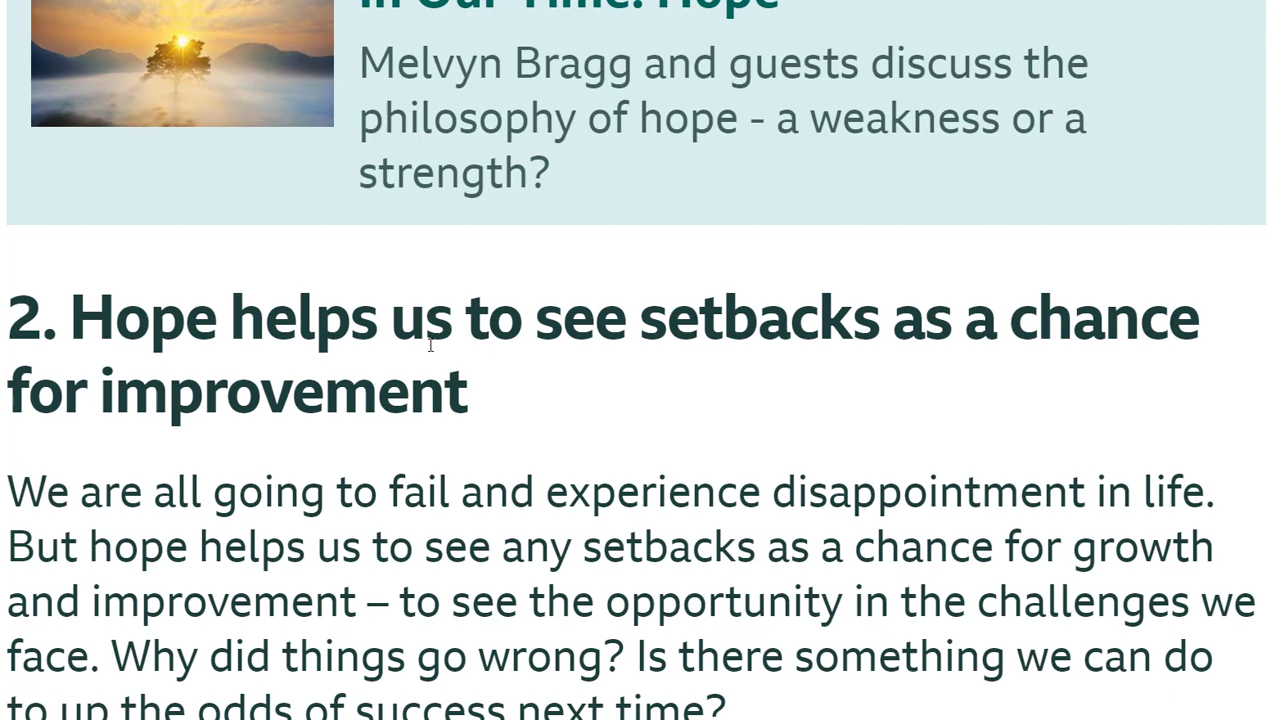 In Our Time: Hope
Melvyn Bragg and guests discuss the
philosophy of hope - a weakness or a
strength?
2. Hope helps us to see setbacks as a chance
for improvement
We are all going to fail and experience disappointment in life.
But hope helps us to see any setbacks as a chance for growth
and improvement – to see the opportunity in the challenges we
face. Why did things go wrong? Is there something we can do
to up the odds of success next time?